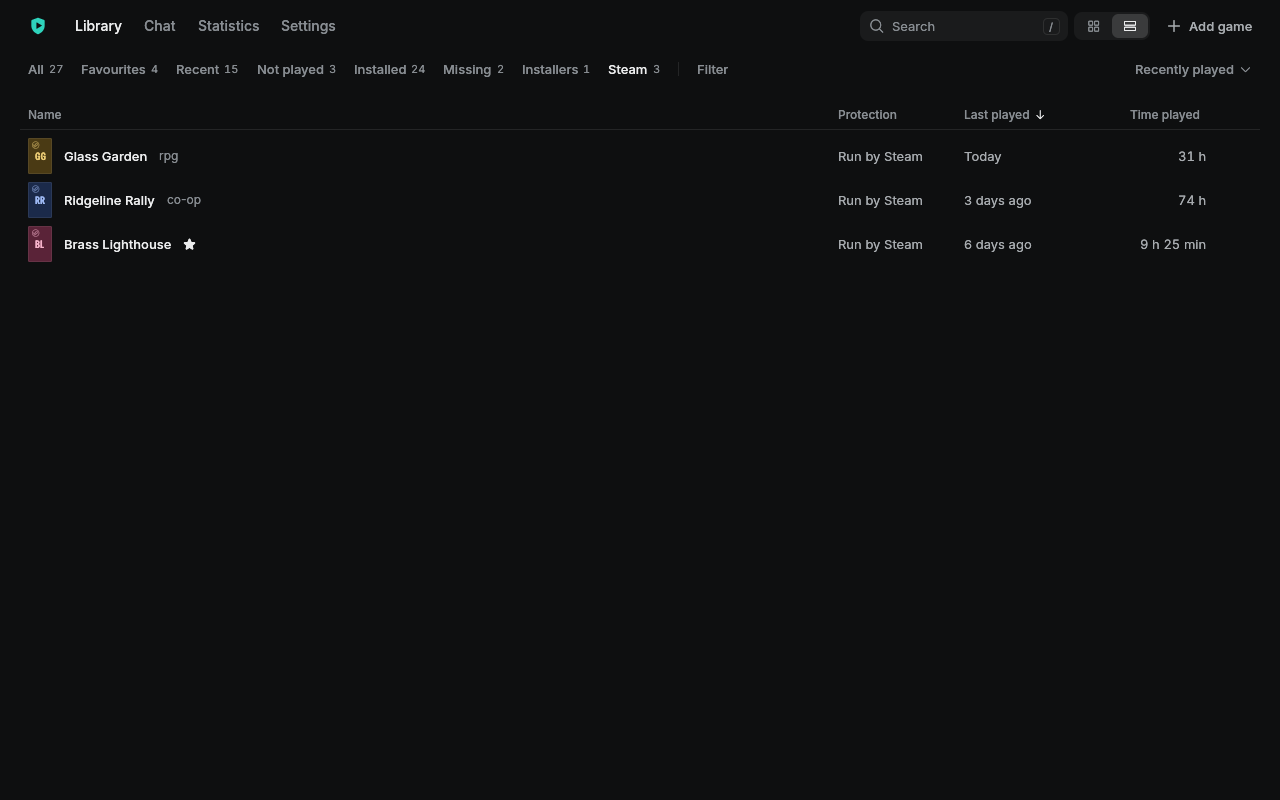 Library Chat Statistics Settings Search / Add game
All 27 Favourites 4 Recent 15 Not played 3 Installed 24 Missing 2 Installers 1 Steam 3 Filter Recently played
Name Protection Last played Time played
GG Glass Garden rpg Run by Steam Today 31 h
RR Ridgeline Rally co-op Run by Steam 3 days ago 74 h
BL Brass Lighthouse Run by Steam 6 days ago 9 h 25 min